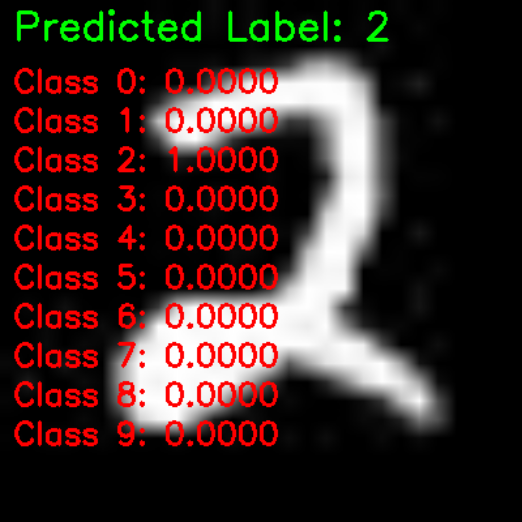 Predicted Label: 2
Class 0: 0.0000
Class 1: 0.0000
Class 2: 1.0000
Class 3: 0.0000
Class 4: 0.0000
Class 5: 0.0000
Class 6: 0.0000
Class 7: 0.0000
Class 8: 0.0000
Class 9: 0.0000
2